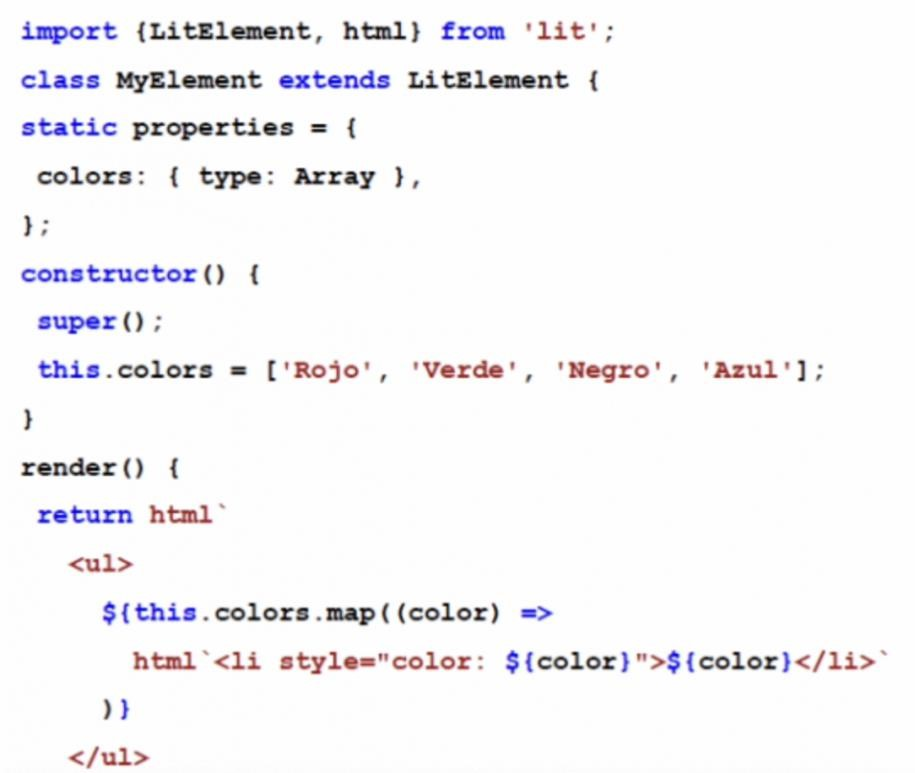 import {LitElement, html} from 'lit';
class MyElement extends LitElement {
static properties = {
colors: { type: Array },
};
constructor() {
super();
this.colors = ['Rojo', 'Verde', 'Negro', 'Azul'];
}
render() {
return html`
<ul>
${this.colors.map((color) =>
html`<li style="color: ${color}">${color}</li>`
)}
</ul>